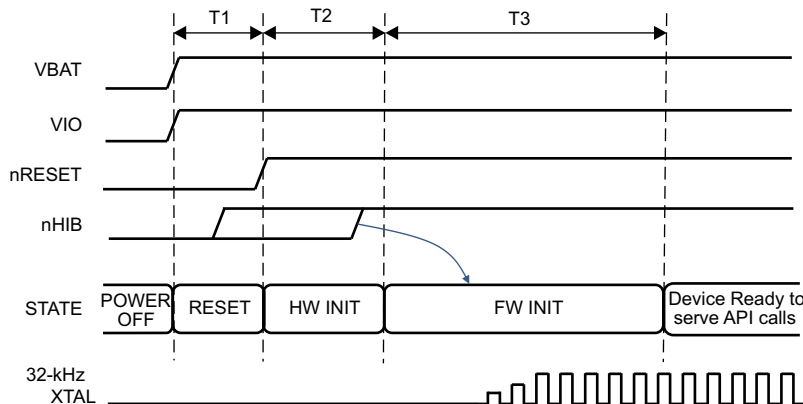 T1 T2 T3
VBAT
VIO
nRESET
nHIB
STATE
POWER
OFF
RESET
HW INIT
FW INIT
Device Ready to
serve API calls
32-kHz
XTAL